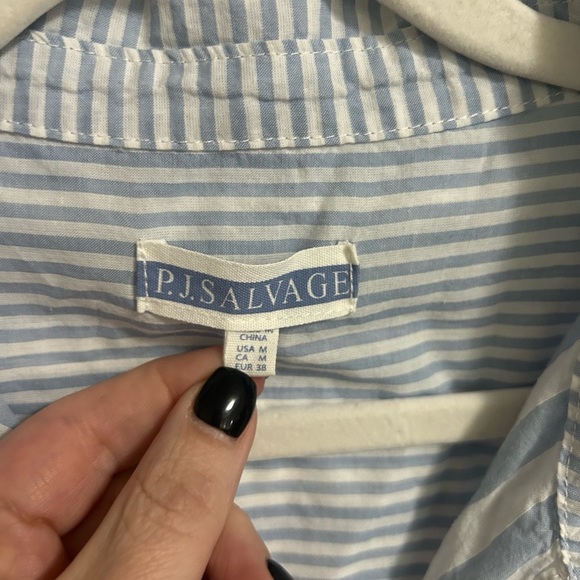 P.J.SALVAGE
CHINA
USA M
CA M
EUR 38